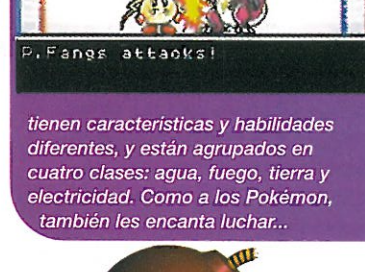 P.Fangs attacks!
tienen características y habilidades
diferentes, y están agrupados en
cuatro clases: agua, fuego, tierra y
electricidad. Como a los Pokémon,
también les encanta luchar...